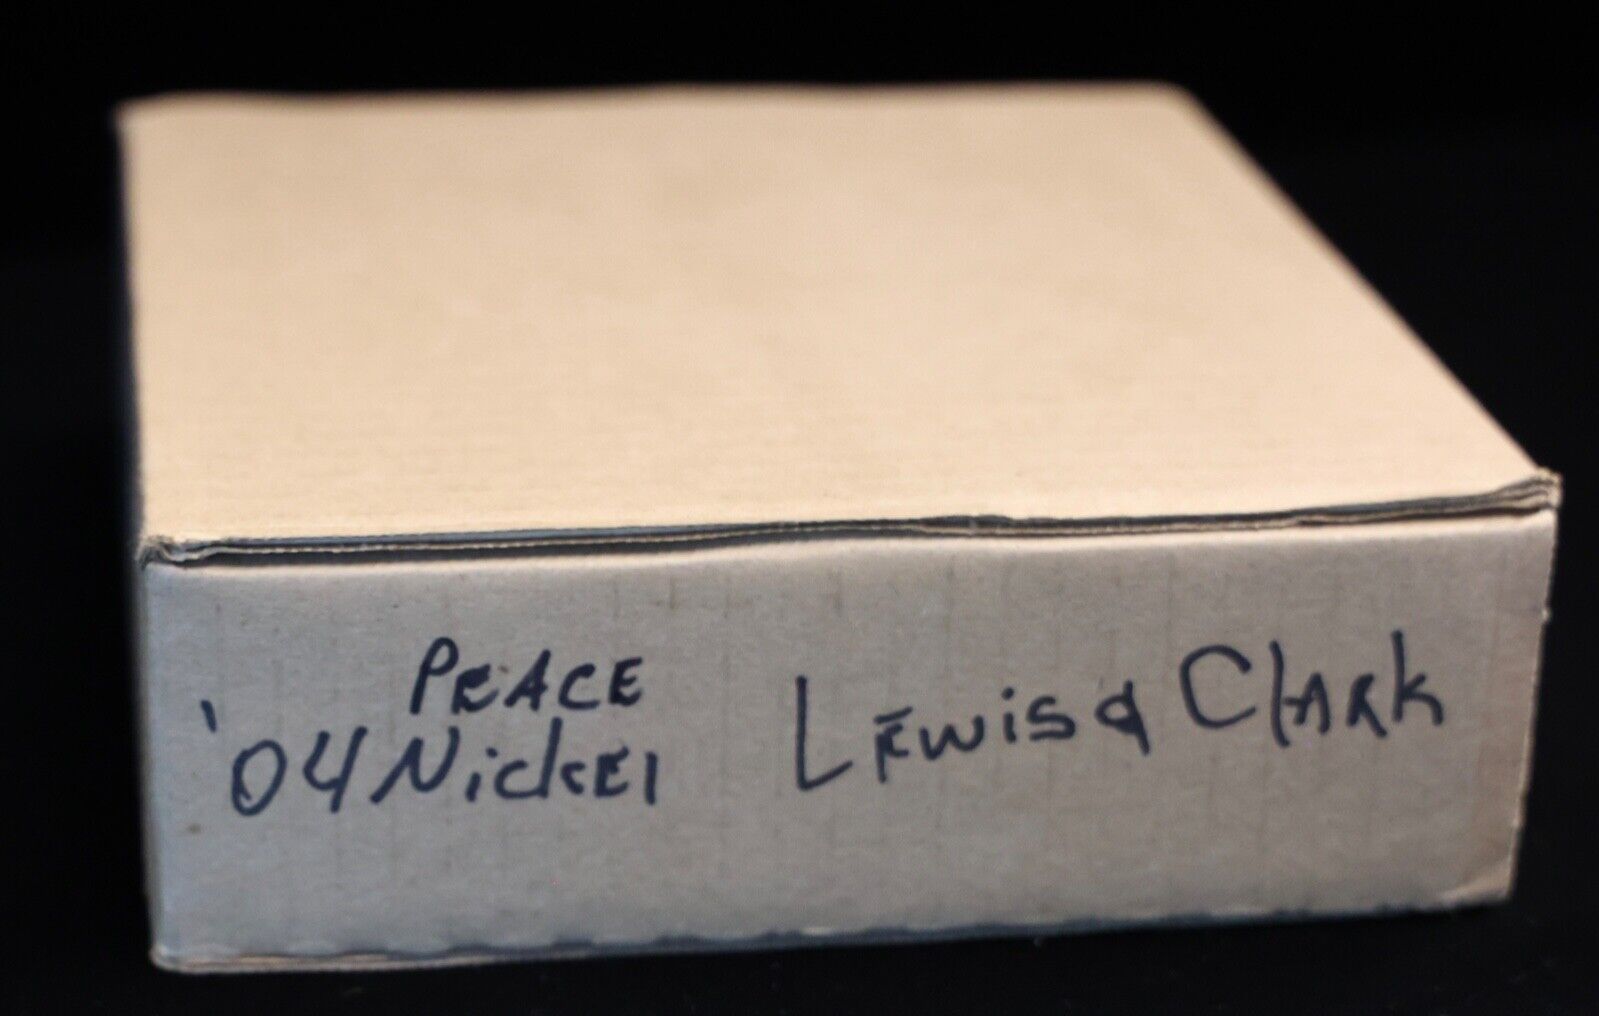 PEACE
'04 Nickel
Lewis & Clark